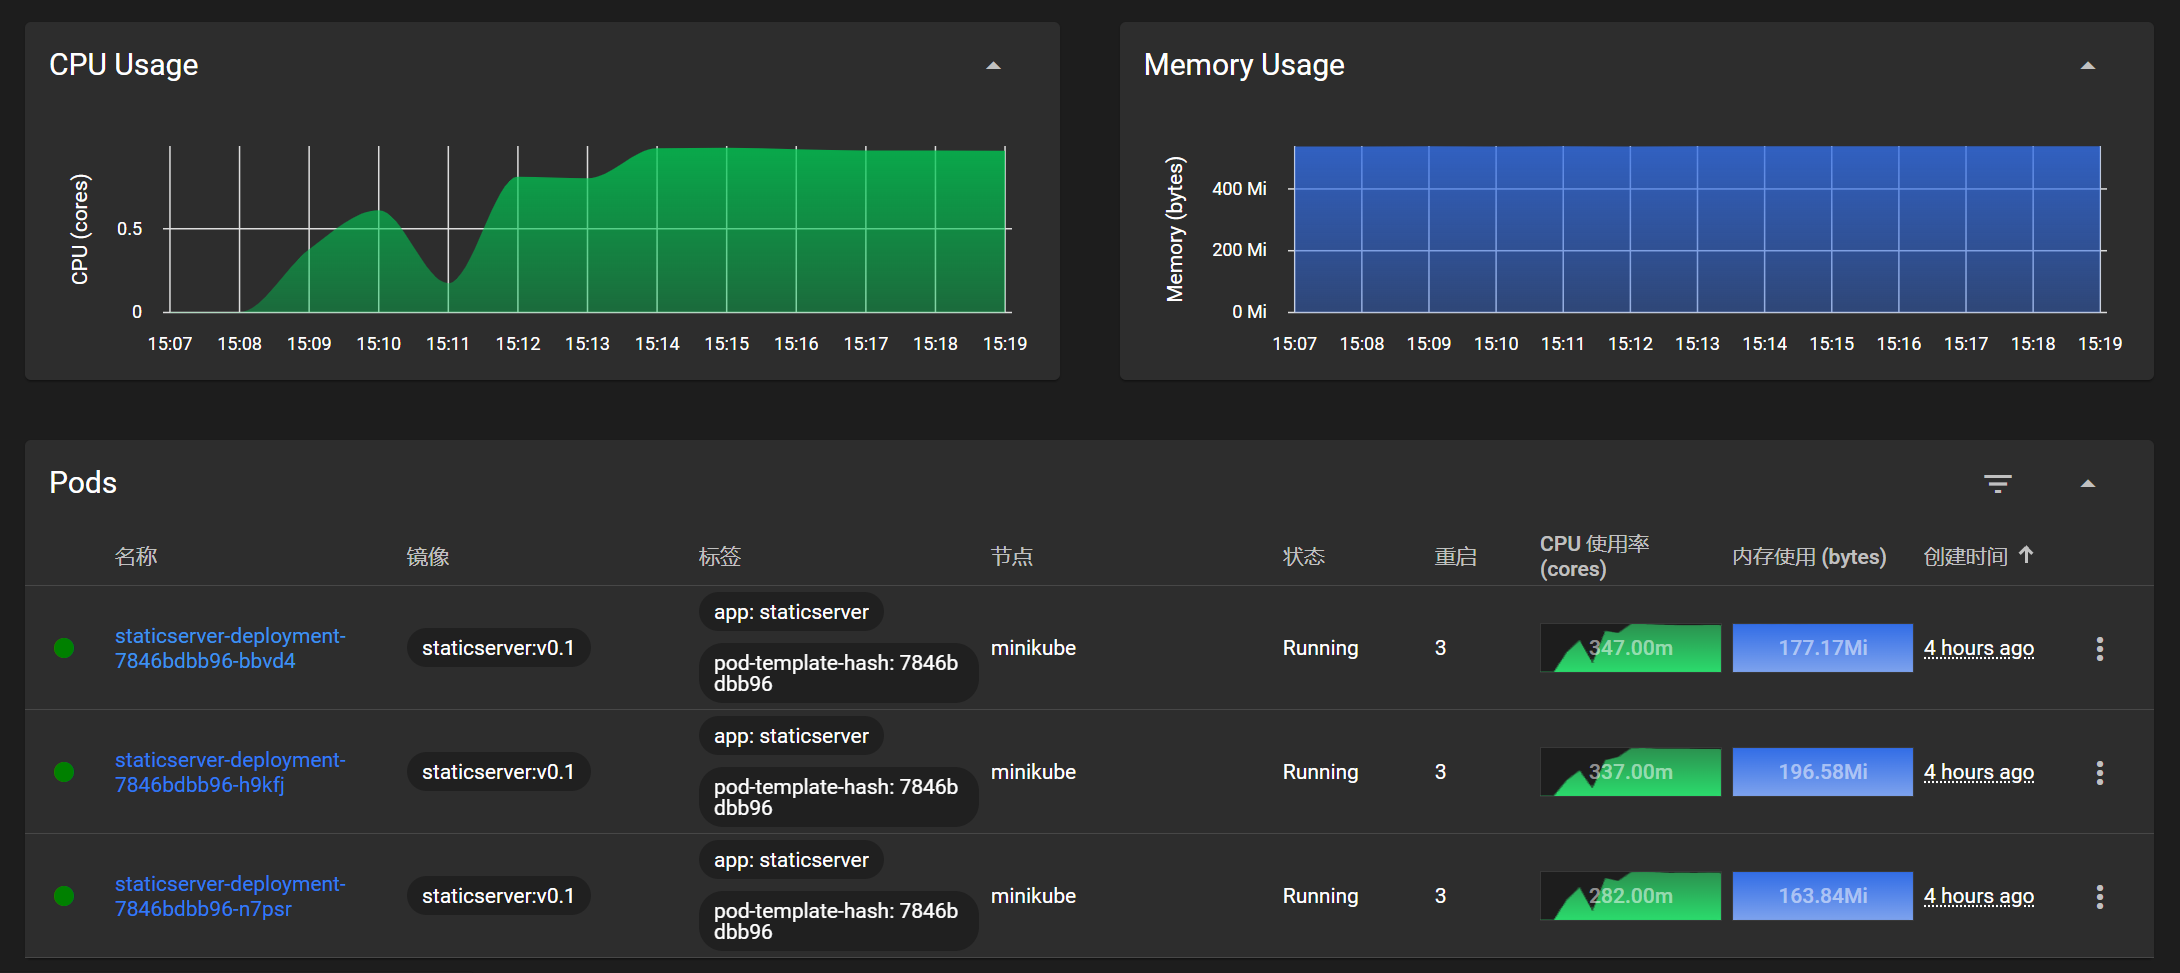 CPU Usage
CPU (cores)
0.5
0
15:07 15:08 15:09 15:10 15:11 15:12 15:13 15:14 15:15 15:16 15:17 15:18 15:19
Memory Usage
Memory (bytes)
400 Mi
200 Mi
0 Mi
15:07 15:08 15:09 15:10 15:11 15:12 15:13 15:14 15:15 15:16 15:17 15:18 15:19
Pods
名称
镜像
标签
节点
状态
重启
CPU 使用率
(cores)
内存使用 (bytes)
创建时间
staticserver-deployment-
7846bdbb96-bbvd4
staticserver:v0.1
app: staticserver
pod-template-hash: 7846b
dbb96
minikube
Running
3
347.00m
177.17Mi
4 hours ago
staticserver-deployment-
7846bdbb96-h9kfj
staticserver:v0.1
app: staticserver
pod-template-hash: 7846b
dbb96
minikube
Running
3
337.00m
196.58Mi
4 hours ago
staticserver-deployment-
7846bdbb96-n7psr
staticserver:v0.1
app: staticserver
pod-template-hash: 7846b
dbb96
minikube
Running
3
282.00m
163.84Mi
4 hours ago